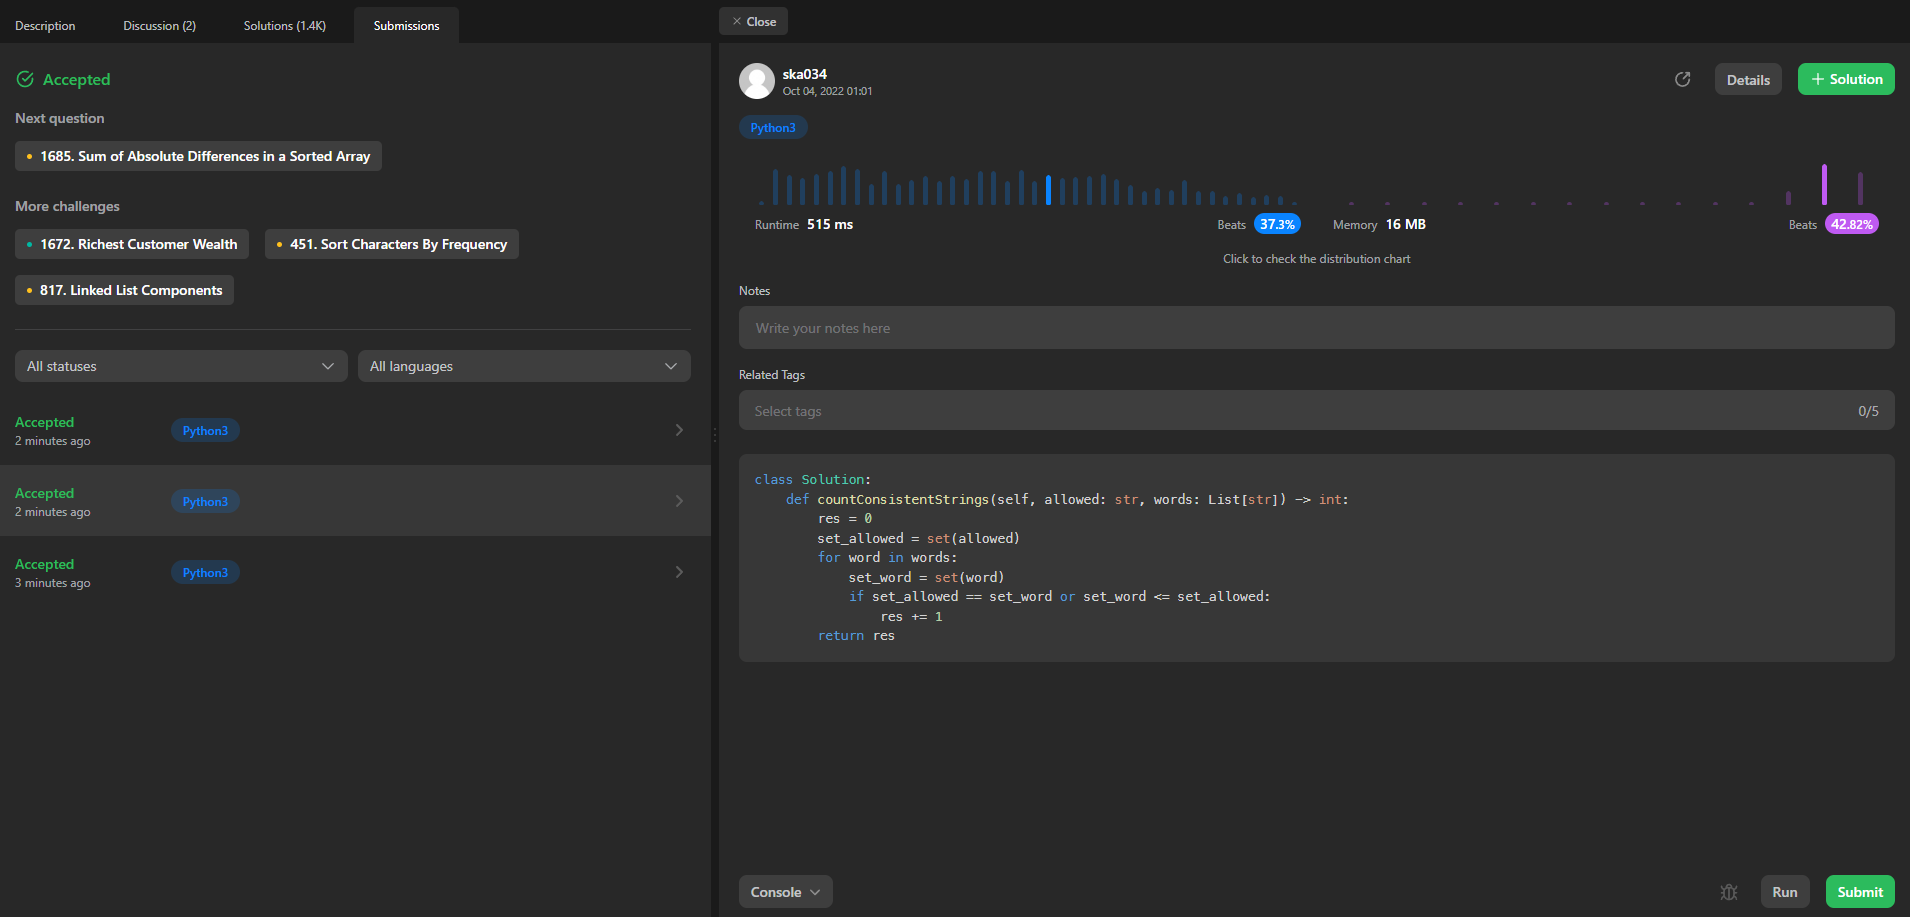 Description Discussion (2) Solutions (1.4K) Submissions
Accepted
Next question
1685. Sum of Absolute Differences in a Sorted Array
More challenges
1672. Richest Customer Wealth 451. Sort Characters By Frequency
817. Linked List Components
All statuses All languages
Accepted
2 minutes ago
Python3
Accepted
2 minutes ago
Python3
Accepted
3 minutes ago
Python3
Close
ska034
Oct 04, 2022 01:01
Details + Solution
Python3
Runtime 515 ms Beats 37.3% Memory 16 MB Beats 42.82%
Click to check the distribution chart
Notes
Write your notes here
Related Tags
Select tags 0/5
class Solution:
    def countConsistentStrings(self, allowed: str, words: List[str]) -> int:
        res = 0
        set_allowed = set(allowed)
        for word in words:
            set_word = set(word)
            if set_allowed == set_word or set_word <= set_allowed:
                res += 1
        return res
Console Run Submit